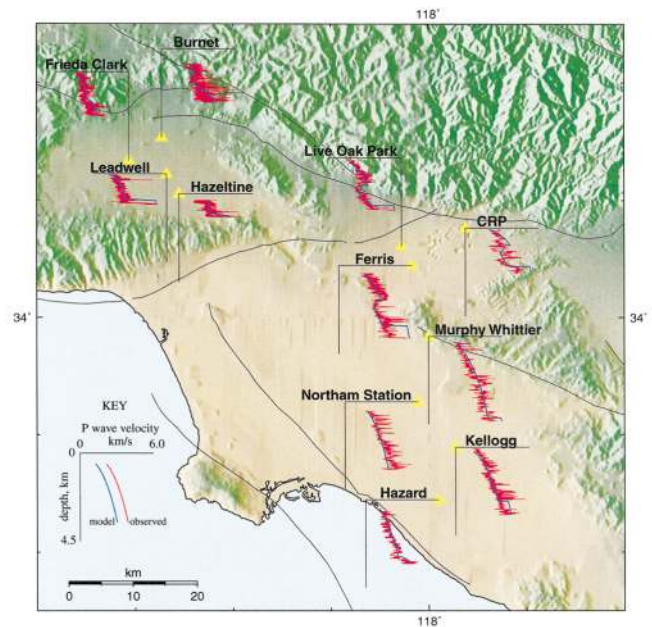 118°
Burnet
Frieda Clark
Live Oak Park
Leadwell
Hazeltine
CRP
Ferris
34°
34°
Murphy Whittier
Northam Station
KEY
P wave velocity
0 km/s 6.0
0
Kellogg
depth, km
Hazard
model observed
4.5
km
0 10 20
118°